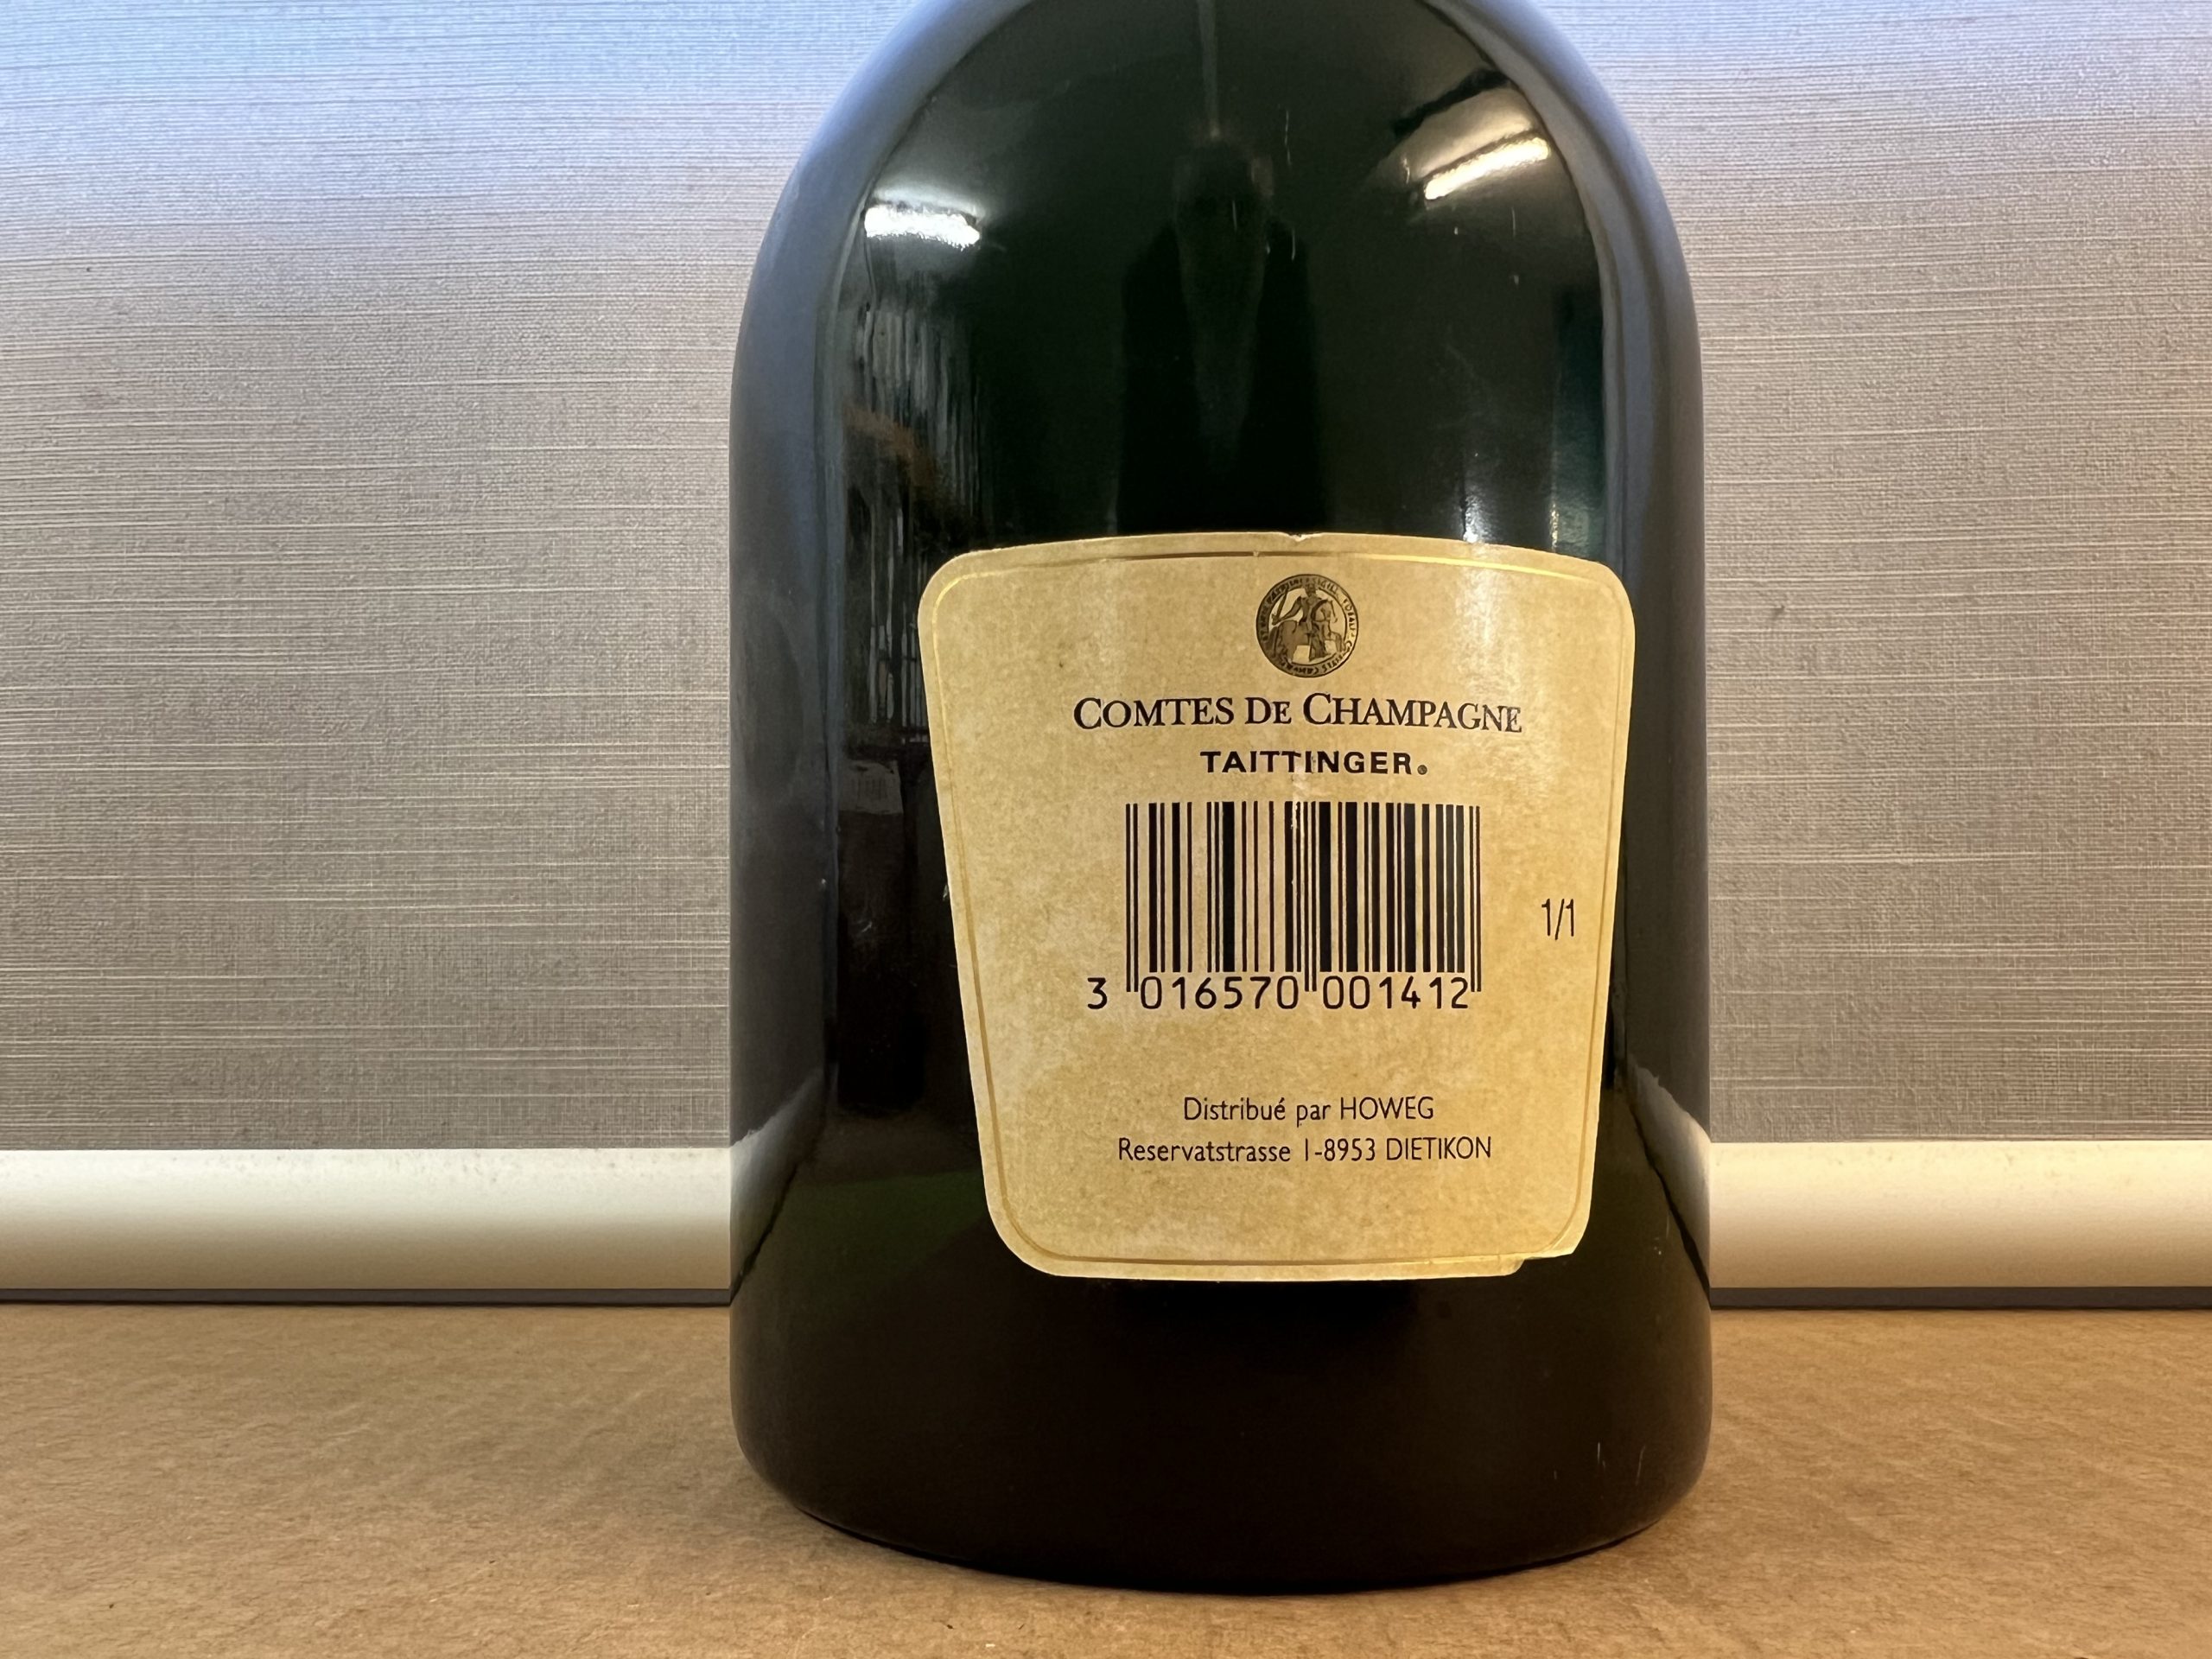 COMTES DE CHAMPAGNE
TAITTINGER®
1/1
3 016570 001412
Distribué par HOWEG
Reservatstrasse 1-8953 DIETIKON